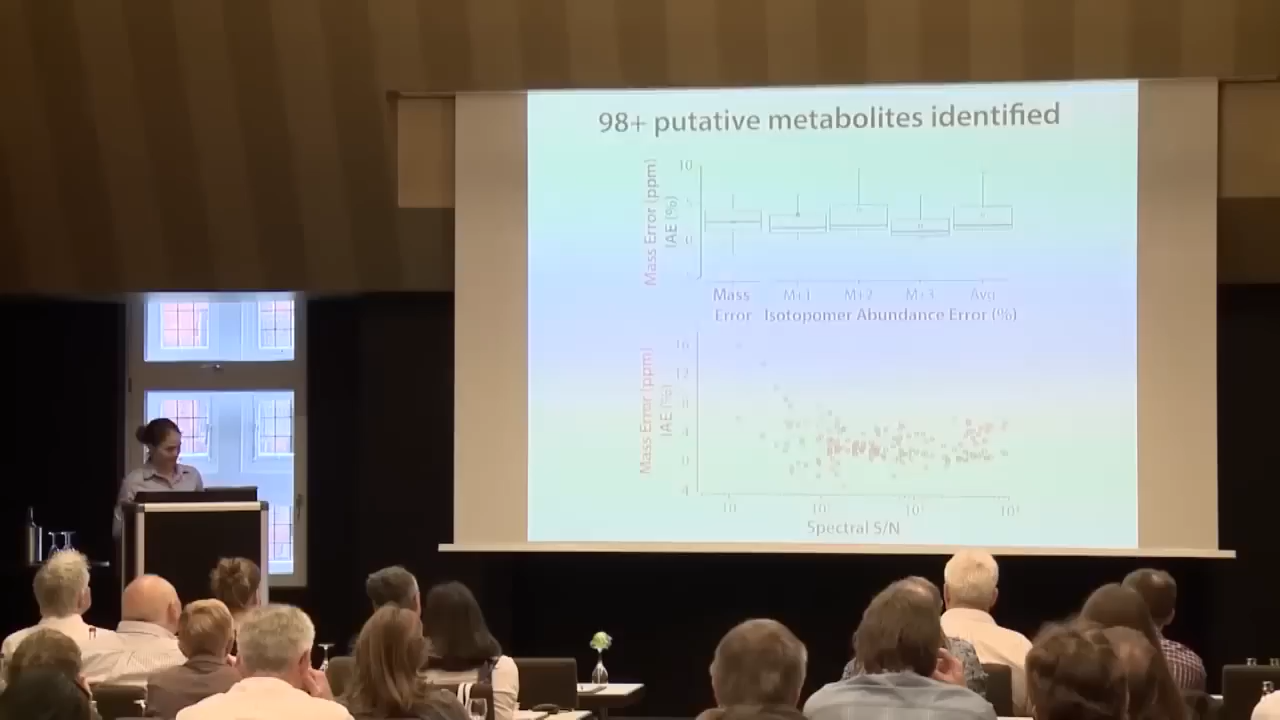 98+ putative metabolites identified
Mass Error (ppm)
IAE (%)
10
5
0
Mass M+1 M+2 M+3 Avg
Error Isotopomer Abundance Error (%)
Mass Error (ppm)
IAE (%)
16
12
8
4
0
4
10
Spectral S/N